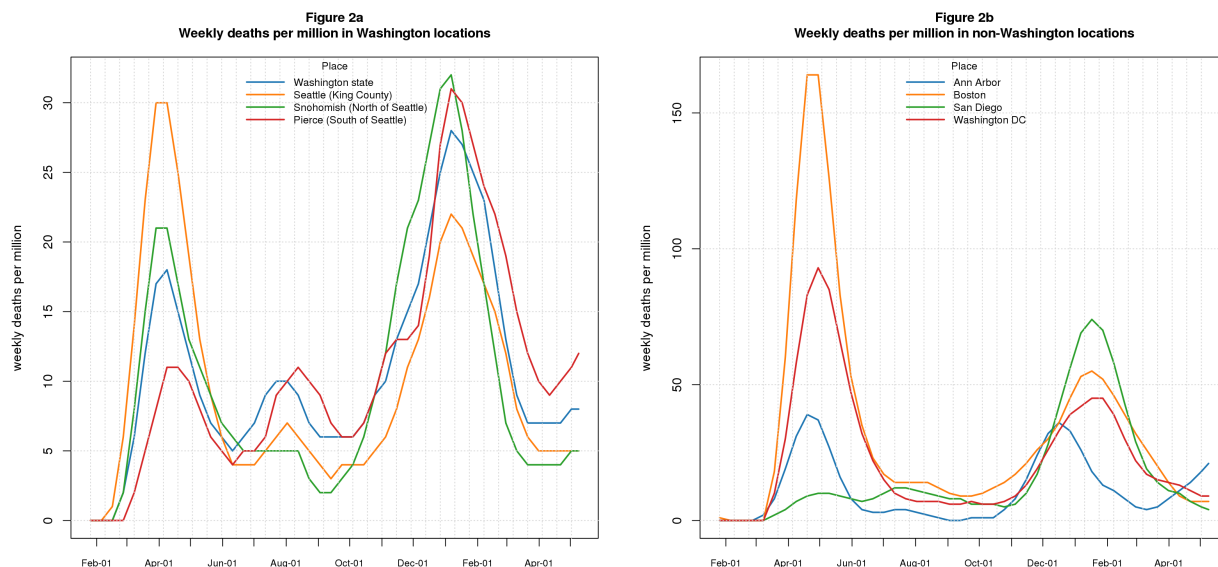 Figure 2a
Weekly deaths per million in Washington locations
Place
Washington state
Seattle (King County)
Snohomish (North of Seattle)
Pierce (South of Seattle)
weekly deaths per million
30
25
20
15
10
5
0
Feb-01 Apr-01 Jun-01 Aug-01 Oct-01 Dec-01 Feb-01 Apr-01
Figure 2b
Weekly deaths per million in non-Washington locations
Place
Ann Arbor
Boston
San Diego
Washington DC
weekly deaths per million
150
100
50
0
Feb-01 Apr-01 Jun-01 Aug-01 Oct-01 Dec-01 Feb-01 Apr-01